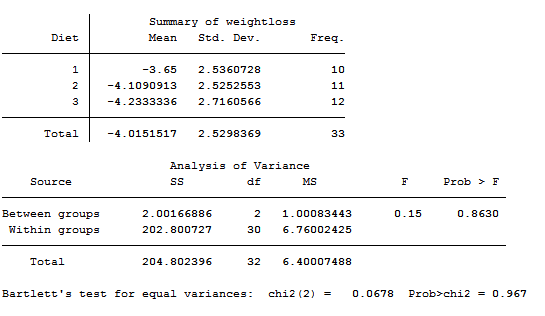 Summary of weightloss
Diet Mean Std. Dev. Freq.
1 -3.65 2.5360728 10
2 -4.1090913 2.5252553 11
3 -4.2333336 2.7160566 12
Total -4.0151517 2.5298369 33
Analysis of Variance
Source SS df MS F Prob > F
Between groups 2.00166886 2 1.00083443 0.15 0.8630
Within groups 202.800727 30 6.76002425
Total 204.802396 32 6.40007488
Bartlett's test for equal variances: chi2(2) = 0.0678 Prob>chi2 = 0.967